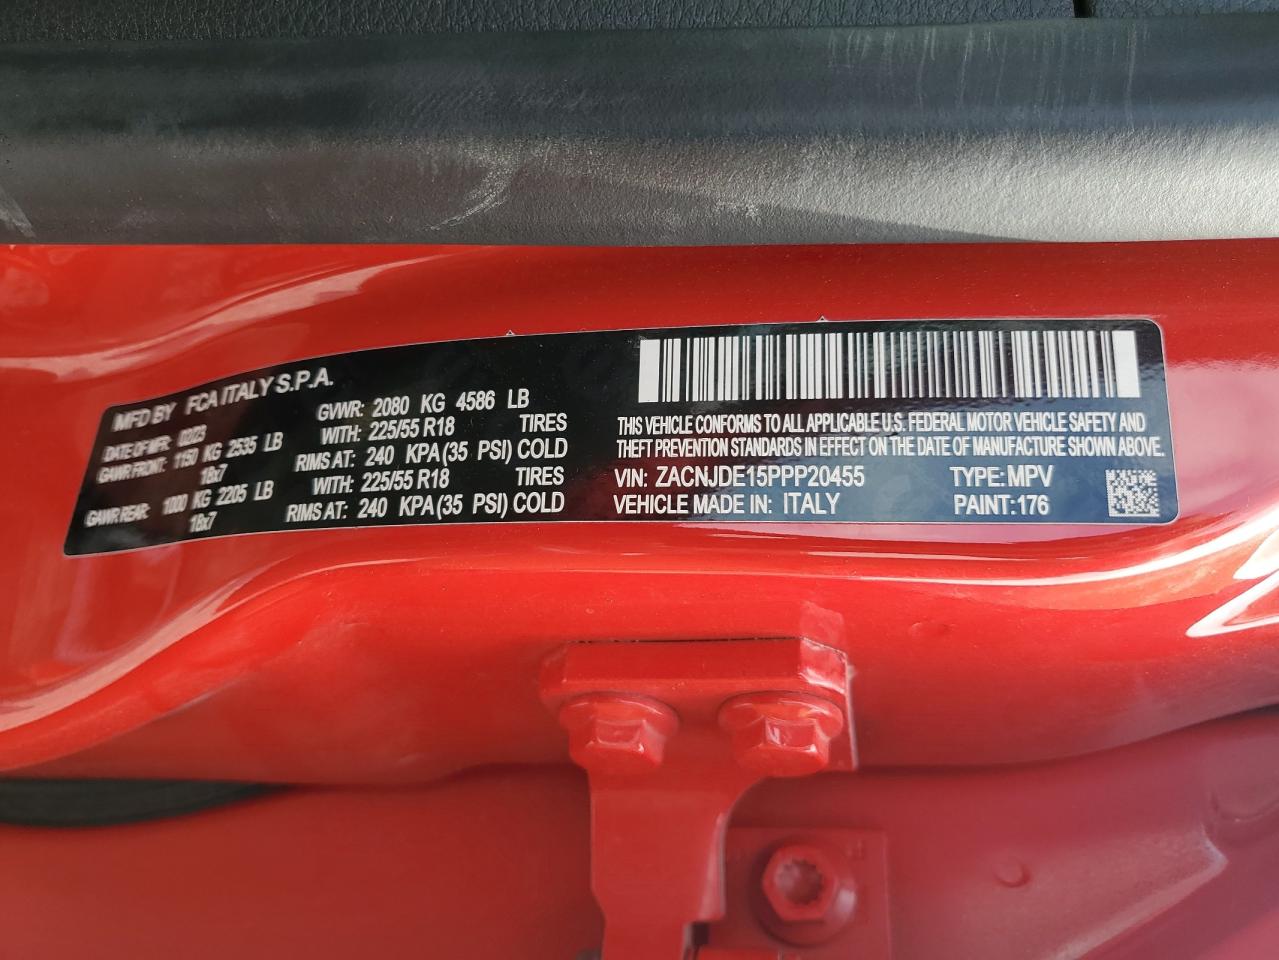 MFD BY FCA ITALY S.P.A.
DATE OF MFR: 03/23 GVWR: 2080 KG 4586 LB
GAWR FRONT: 1150 KG 2535 LB WITH: 225/55 R18 TIRES
18x7 RIMS AT: 240 KPA (35 PSI) COLD
GAWR REAR: 1000 KG 2205 LB WITH: 225/55 R18 TIRES
18x7 RIMS AT: 240 KPA (35 PSI) COLD
THIS VEHICLE CONFORMS TO ALL APPLICABLE U.S. FEDERAL MOTOR VEHICLE SAFETY AND
THEFT PREVENTION STANDARDS IN EFFECT ON THE DATE OF MANUFACTURE SHOWN ABOVE.
VIN: ZACNJDE15PPP20455 TYPE: MPV
VEHICLE MADE IN: ITALY PAINT: 176